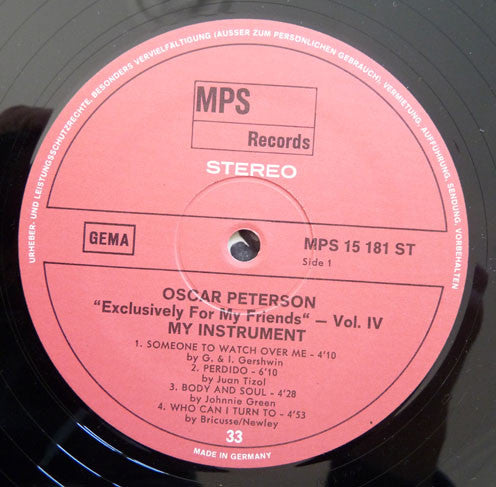 URHEBER- UND LEISTUNGSSCHUTZRECHTE, BESONDERS VERVIELFÄLTIGUNG (AUSSER ZUM PERSÖNLICHEN GEBRAUCH), VERMIETUNG, AUFFÜHRUNG, SENDUNG, VORBEHALTEN
MPS
Records
STEREO
GEMA
MPS 15 181 ST
Side 1
OSCAR PETERSON
"Exclusively For My Friends" – Vol. IV
MY INSTRUMENT
1. SOMEONE TO WATCH OVER ME - 4'10
by G. & I. Gershwin
2. PERDIDO - 6'10
by Juan Tizol
3. BODY AND SOUL - 4'28
by Johnnie Green
4. WHO CAN I TURN TO - 4'53
by Bricusse/Newley
33
MADE IN GERMANY